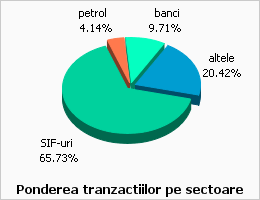 petrol
4.14%
banci
9.71%
altele
20.42%
SIF-uri
65.73%
Ponderea tranzactiilor pe sectoare